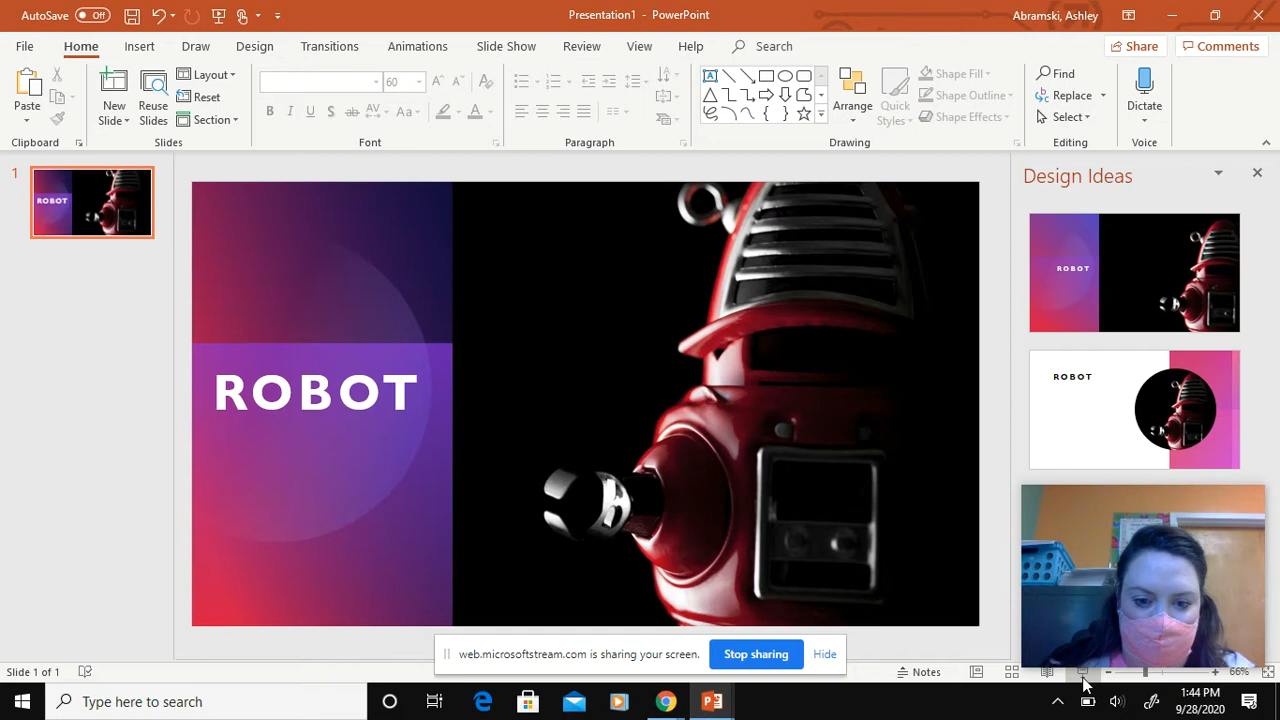 AutoSave Off
Presentation1 - PowerPoint
Abramski, Ashley
File Home Insert Draw Design Transitions Animations Slide Show Review View Help Search Share Comments
Paste
New Slides
Reuse Slides
Layout
Reset
Section
60
Arrange
Quick Styles
Shape Fill
Shape Outline
Shape Effects
Find
Replace
Select
Dictate
Clipboard Slides Font Paragraph Drawing Editing Voice
1
ROBOT
ROBOT
Design Ideas
ROBOT
ROBOT
web.microsoftstream.com is sharing your screen. Stop sharing Hide
Slide 1 of 1
Notes
66%
Type here to search
1:44 PM
9/28/2020